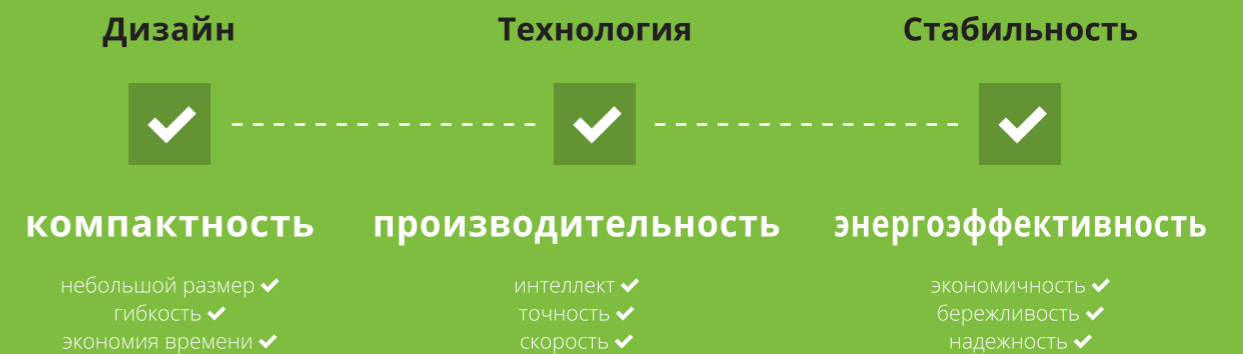 Дизайн
Технология
Стабильность
компактность
производительность
энергоэффективность
небольшой размер
гибкость
экономия времени
интеллект
точность
скорость
экономичность
бережливость
надежность